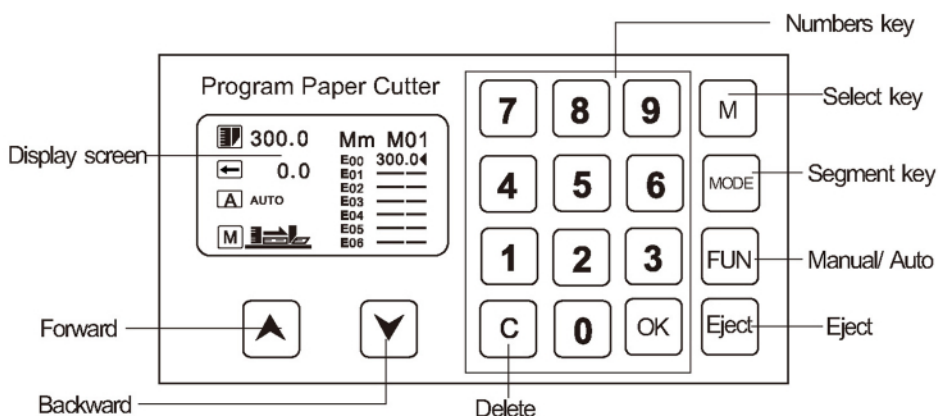 Numbers key
Program Paper Cutter
7 8 9 M
Select key
300.0 Mm M01
E00 300.0
Display screen
0.0
E01
E02
A AUTO
E03
E04
M
E05
E06
4 5 6 MODE
Segment key
1 2 3 FUN
Manual/ Auto
C 0 OK Eject
Eject
Forward
Backward
Delete